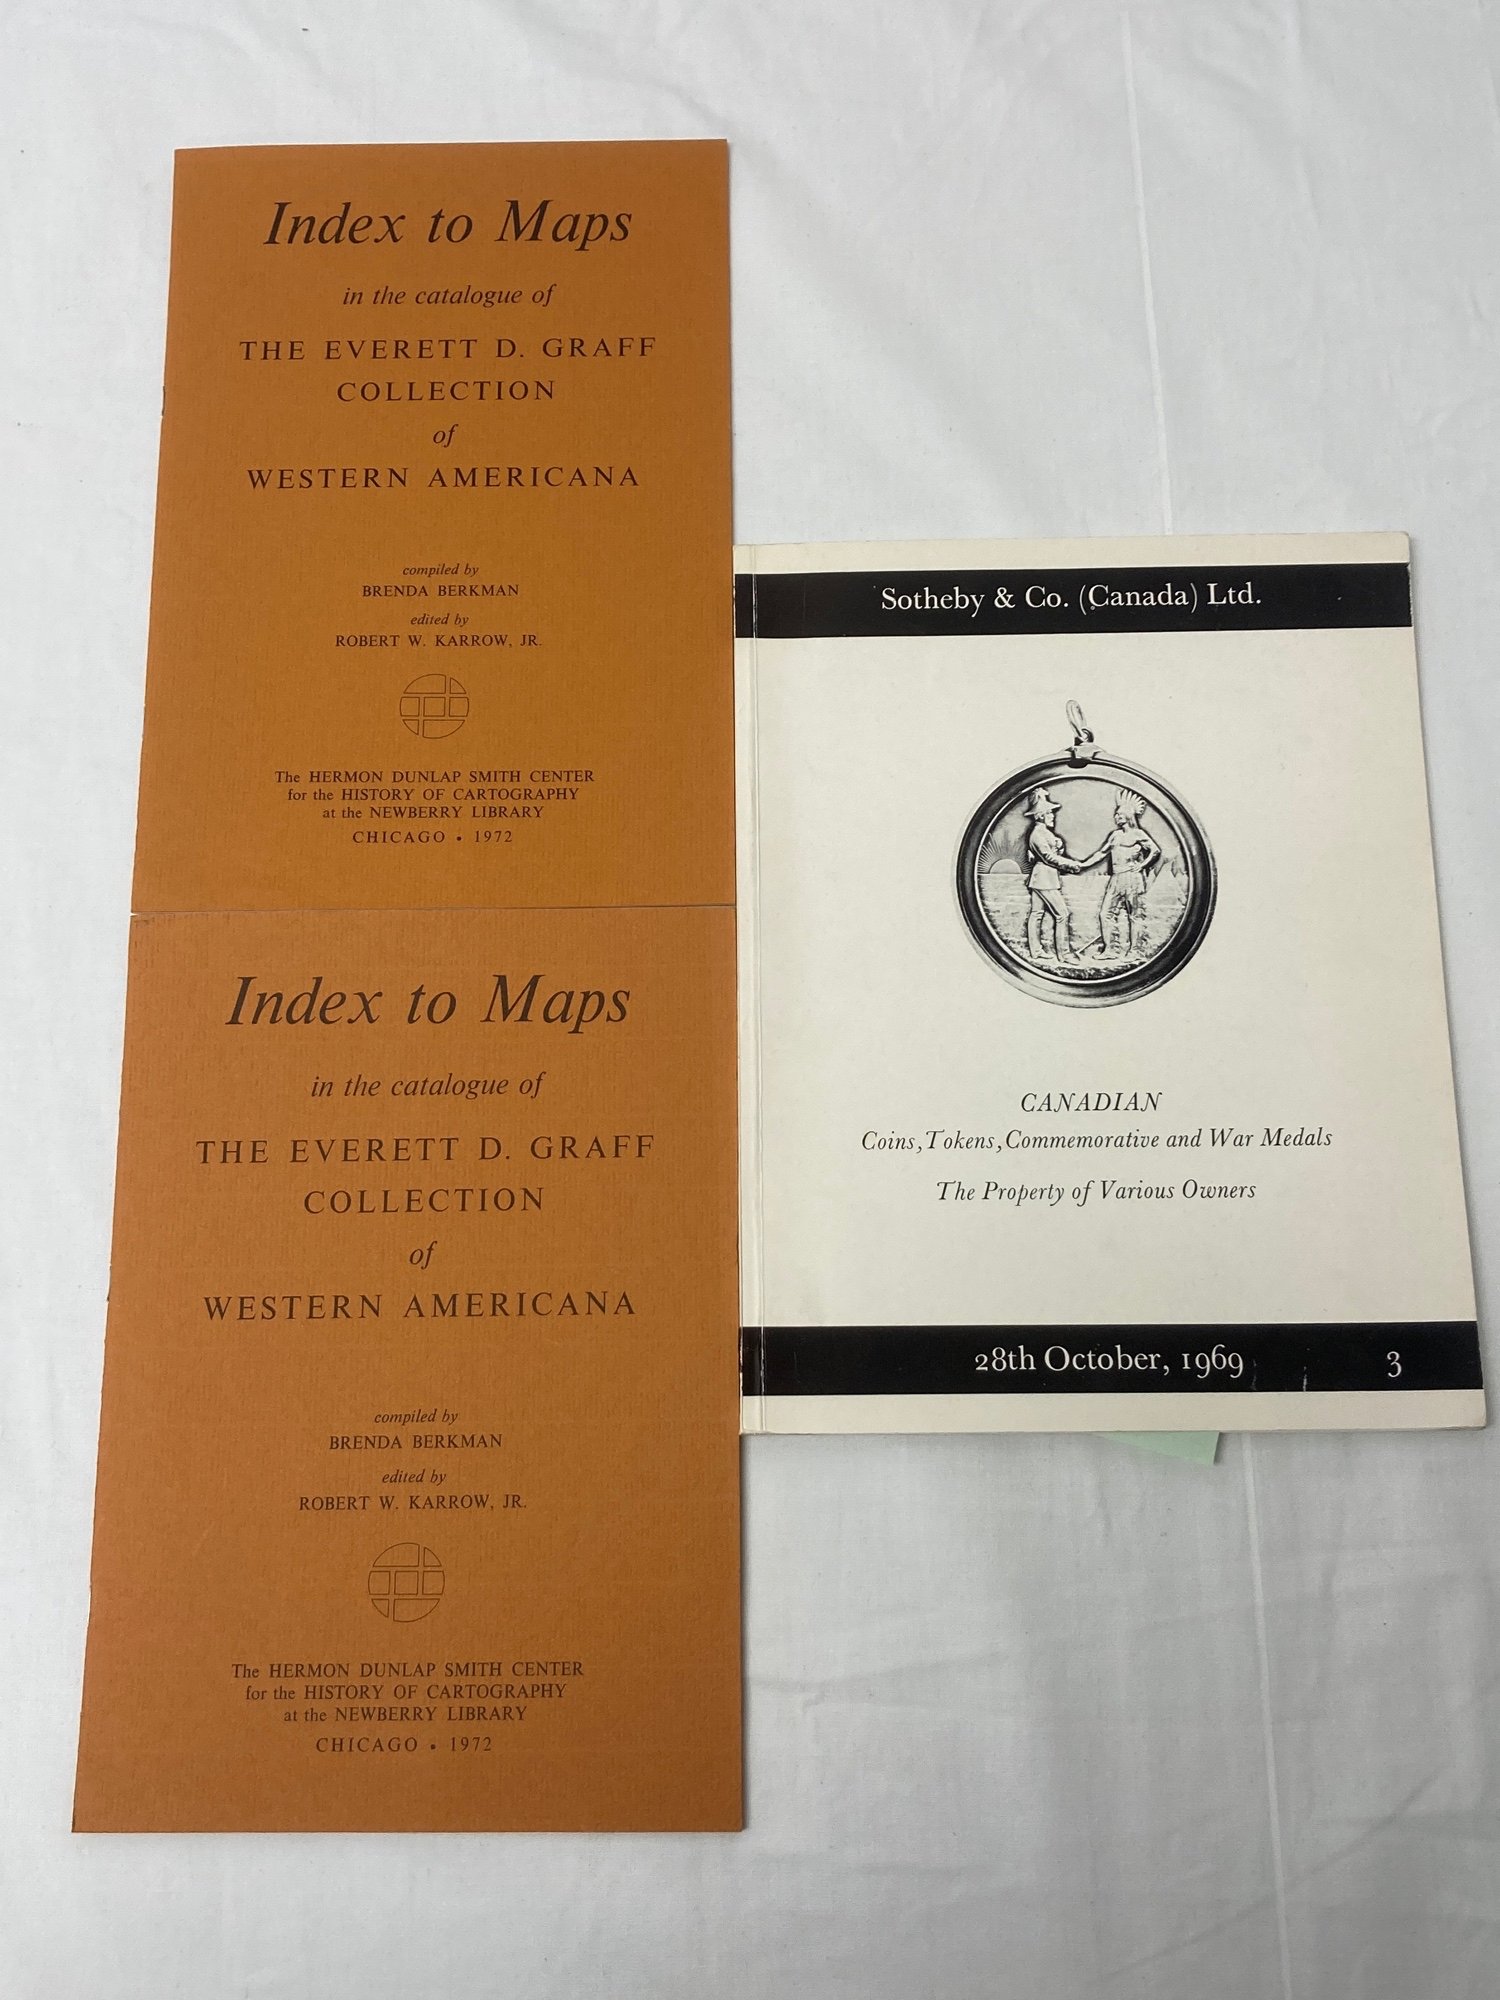 Index to Maps
in the catalogue of
THE EVERETT D. GRAFF
COLLECTION
of
WESTERN AMERICANA
compiled by
BRENDA BERKMAN
edited by
ROBERT W. KARROW, JR.
The HERMON DUNLAP SMITH CENTER
for the HISTORY OF CARTOGRAPHY
at the NEWBERRY LIBRARY
CHICAGO • 1972
Index to Maps
in the catalogue of
THE EVERETT D. GRAFF
COLLECTION
of
WESTERN AMERICANA
compiled by
BRENDA BERKMAN
edited by
ROBERT W. KARROW, JR.
The HERMON DUNLAP SMITH CENTER
for the HISTORY OF CARTOGRAPHY
at the NEWBERRY LIBRARY
CHICAGO • 1972
Sotheby & Co. (Canada) Ltd.
CANADIAN
Coins, Tokens, Commemorative and War Medals
The Property of Various Owners
28th October, 1969 3